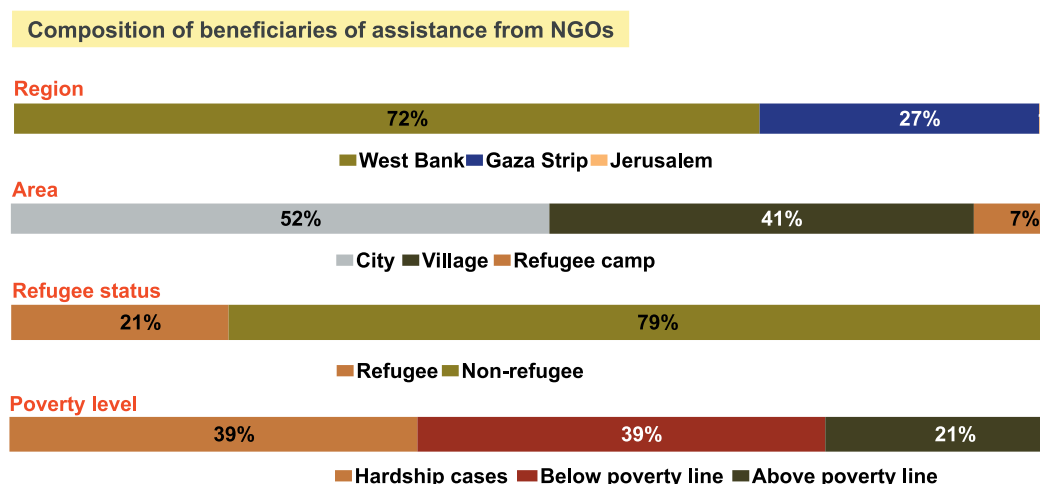 Composition of beneficiaries of assistance from NGOs
Region
72% 27%
West Bank Gaza Strip Jerusalem
Area
52% 41% 7%
City Village Refugee camp
Refugee status
21% 79%
Refugee Non-refugee
Poverty level
39% 39% 21%
Hardship cases Below poverty line Above poverty line